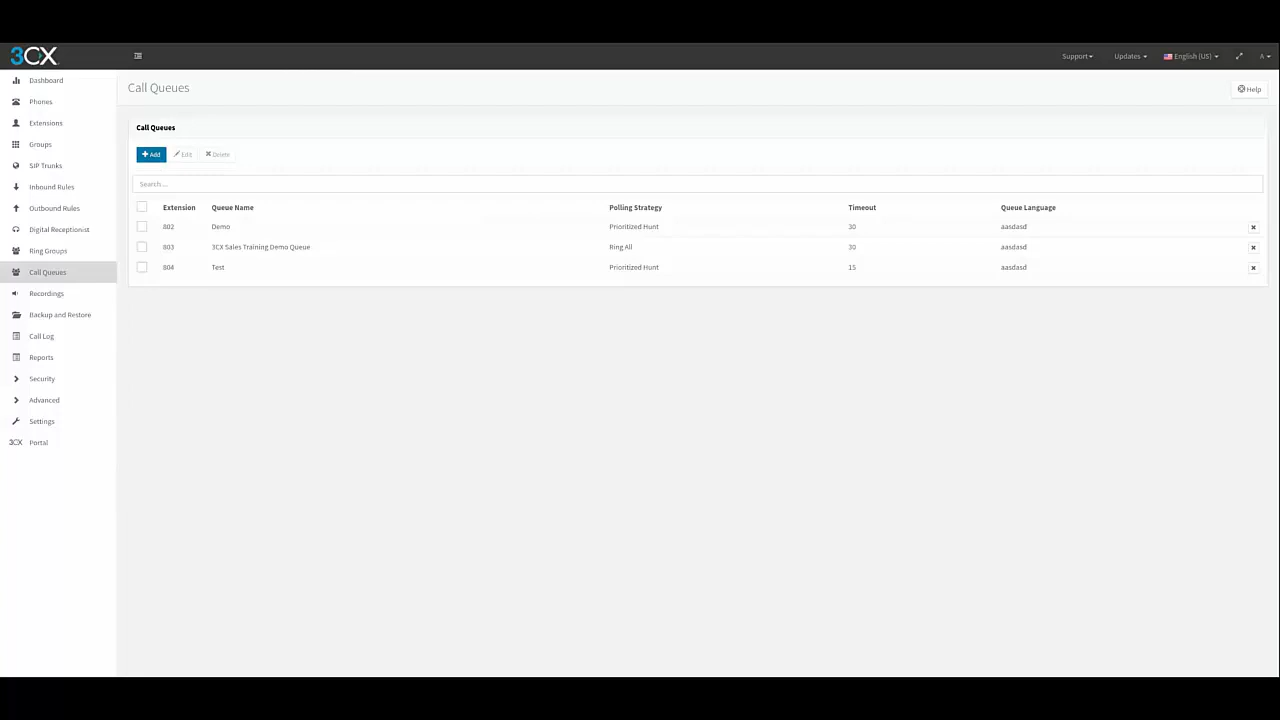 3CX
Support
Updates
English (US)
A
Dashboard
Phones
Extensions
Groups
SIP Trunks
Inbound Rules
Outbound Rules
Digital Receptionist
Ring Groups
Call Queues
Recordings
Backup and Restore
Call Log
Reports
Security
Advanced
Settings
3CX Portal
Call Queues
Help
Call Queues
Add Edit Delete
Search ...
Extension Queue Name Polling Strategy Timeout Queue Language
802 Demo Prioritized Hunt 30 aasdasd
803 3CX Sales Training Demo Queue Ring All 30 aasdasd
804 Test Prioritized Hunt 15 aasdasd